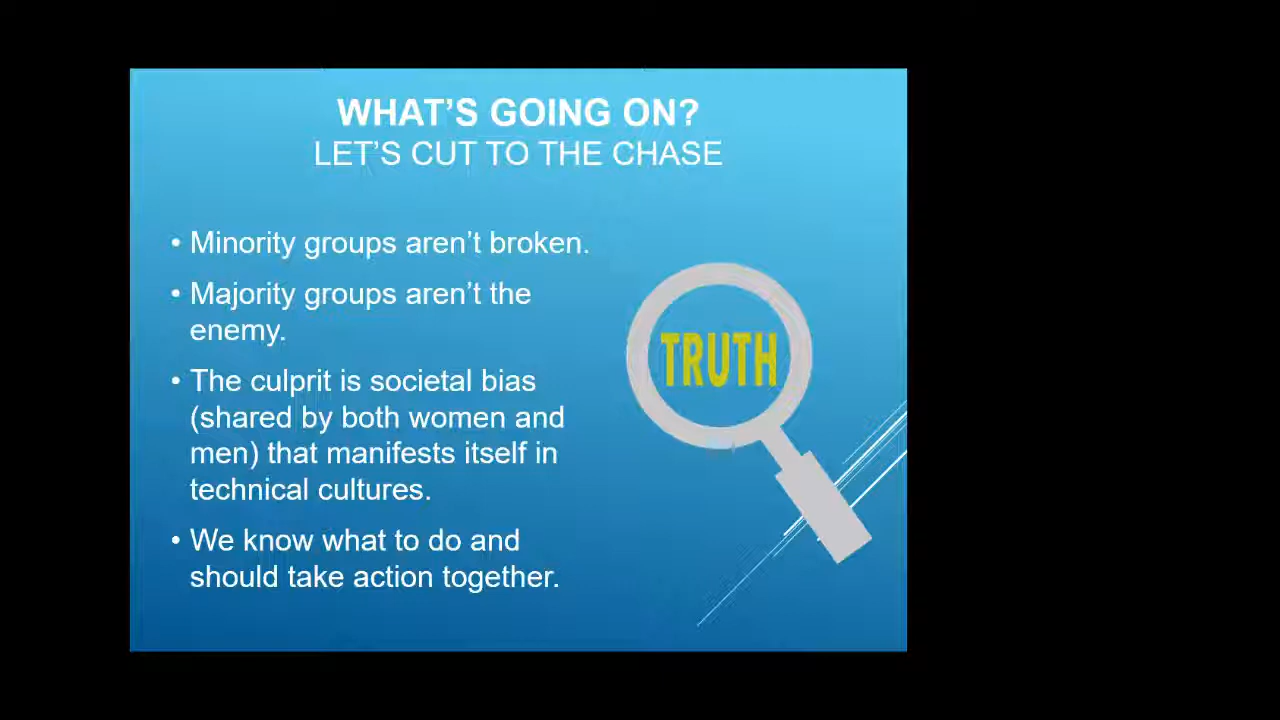 WHAT'S GOING ON?
LET'S CUT TO THE CHASE
• Minority groups aren't broken.
• Majority groups aren't the
enemy.
• The culprit is societal bias
(shared by both women and
men) that manifests itself in
technical cultures.
• We know what to do and
should take action together.
TRUTH